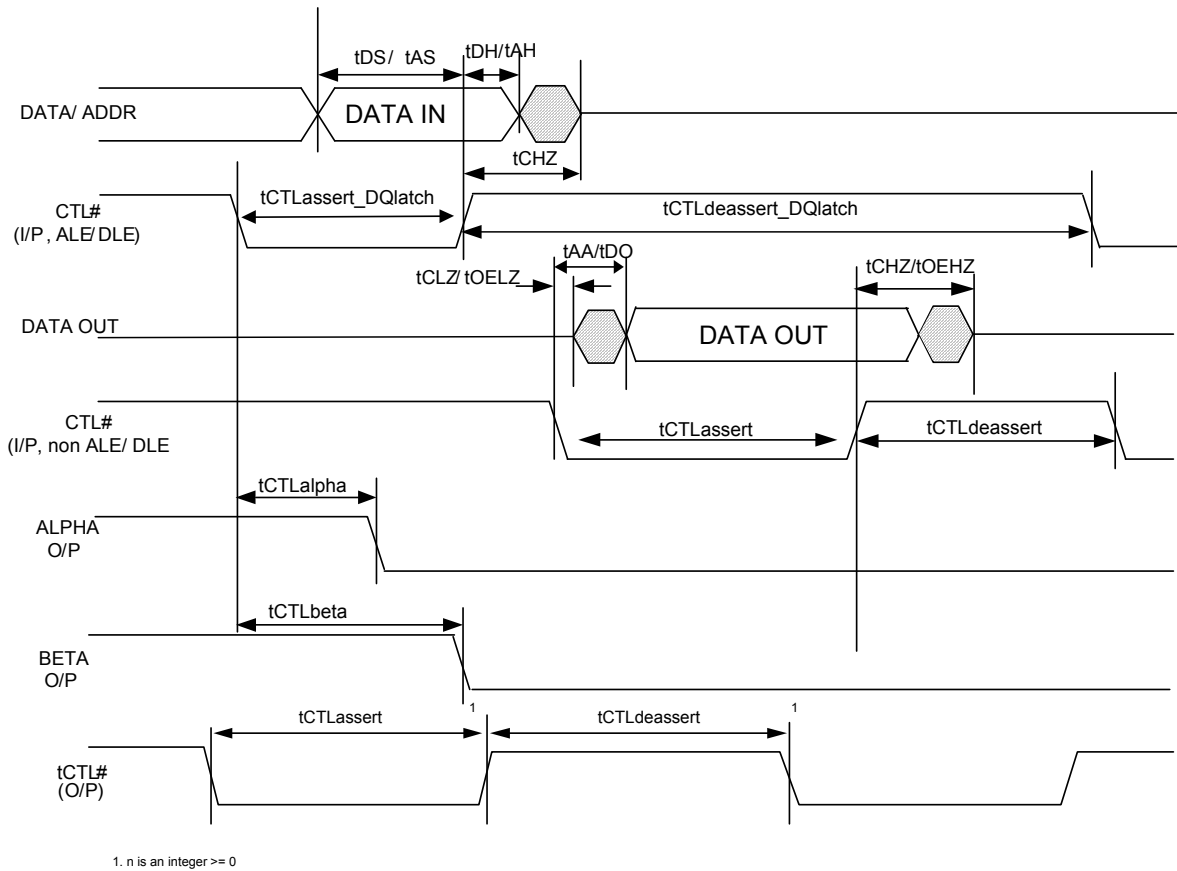 tDS/ tAS
tDH/tAH
DATA/ ADDR
DATA IN
tCHZ
CTL#
(I/P, ALE/ DLE)
tCTLassert_DQlatch
tCTLdeassert_DQlatch
tAA/tDO
tCLZ/ tOELZ
tCHZ/tOEHZ
DATA OUT
DATA OUT
CTL#
(I/P, non ALE/ DLE
tCTLassert
tCTLdeassert
tCTLalpha
ALPHA
O/P
tCTLbeta
BETA
O/P
tCTLassert
1
tCTLdeassert
1
tCTL#
(O/P)
1. n is an integer >= 0